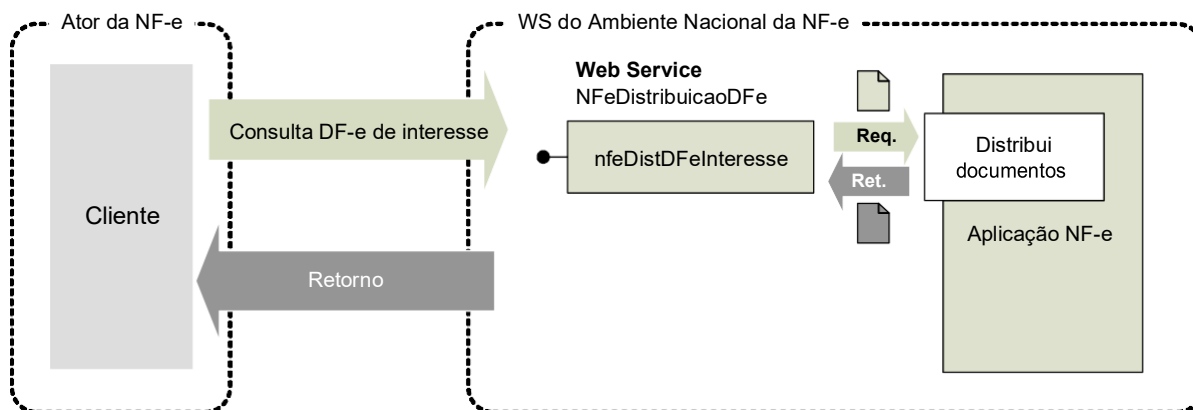 Ator da NF-e
WS do Ambiente Nacional da NF-e
Web Service
NFeDistribuicaoDFe
Consulta DF-e de interesse
nfeDistDFeInteresse
Req.
Ret.
Distribui
documentos
Cliente
Aplicação NF-e
Retorno